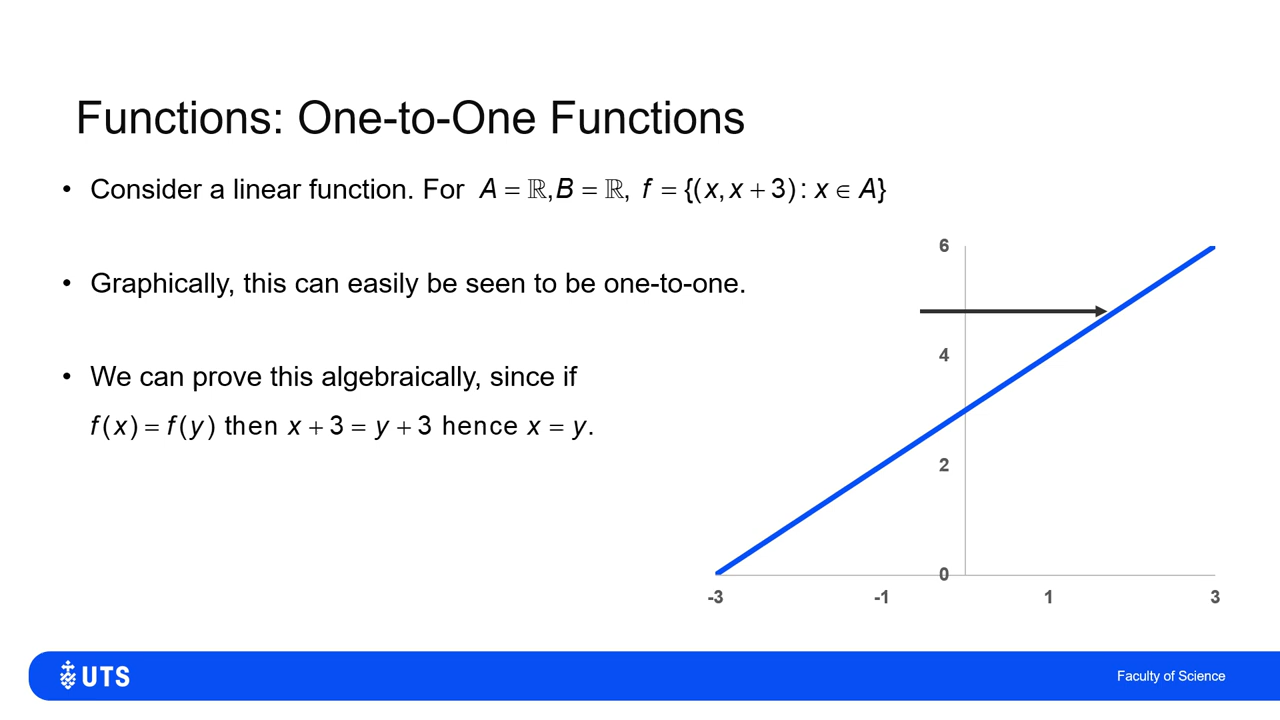 Functions: One-to-One Functions
• Consider a linear function. For A = ℝ, B = ℝ, f = {(x, x + 3) : x ∈ A}
• Graphically, this can easily be seen to be one-to-one.
• We can prove this algebraically, since if
f(x) = f(y) then x + 3 = y + 3 hence x = y.
6
4
2
0
-3 -1 1 3
UTS
Faculty of Science